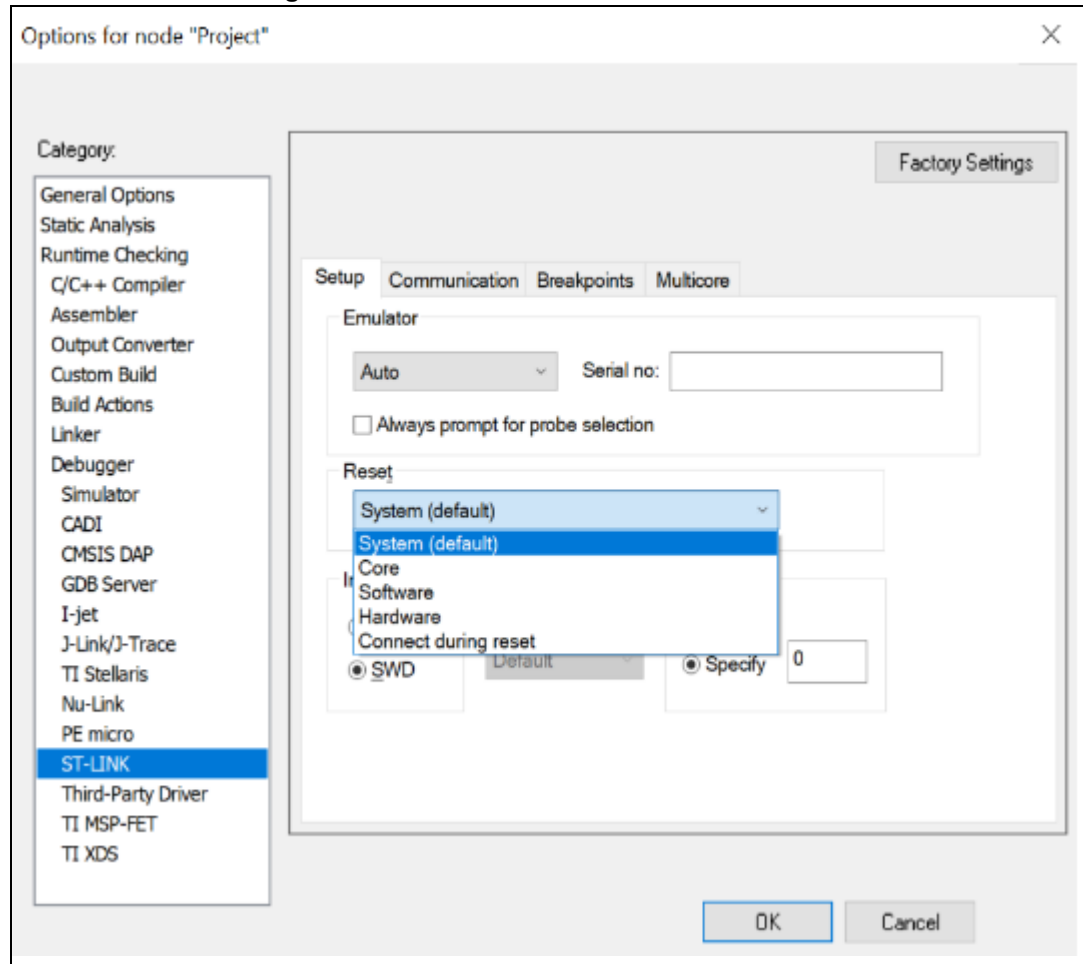 Options for node "Project"
Category:
Factory Settings
General Options
Static Analysis
Runtime Checking
C/C++ Compiler
Assembler
Output Converter
Custom Build
Build Actions
Linker
Debugger
Simulator
CADI
CMSIS DAP
GDB Server
I-jet
J-Link/J-Trace
TI Stellaris
Nu-Link
PE micro
ST-LINK
Third-Party Driver
TI MSP-FET
TI XDS
Setup Communication Breakpoints Multicore
Emulator
Auto Serial no:
Always prompt for probe selection
Reset
System (default)
System (default)
Core
Software
Hardware
Connect during reset
SWD Default Specify 0
OK Cancel